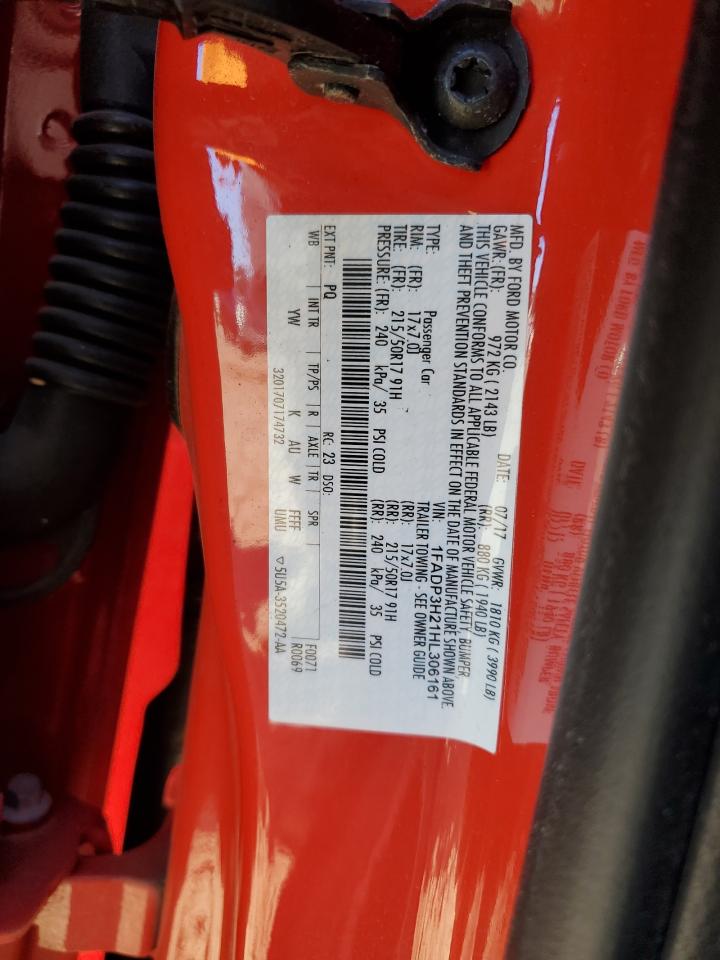 MFD. BY FORD MOTOR CO.
DATE: 07/17 GVWR: 1810 KG ( 3990 LB)
GAWR: (FR): 972 KG ( 2143 LB) (RR): 880 KG ( 1940 LB)
THIS VEHICLE CONFORMS TO ALL APPLICABLE FEDERAL MOTOR VEHICLE SAFETY, BUMPER,
AND THEFT PREVENTION STANDARDS IN EFFECT ON THE DATE OF MANUFACTURE SHOWN ABOVE.
VIN: 1FADP3H21HL306161
TYPE: Passenger Car TRAILER TOWING - SEE OWNER GUIDE
RIM: (FR): 17x7.0J (RR): 17x7.0J
TIRE: (FR): 215/50R17 91H (RR): 215/50R17 91H
PRESSURE: (FR): 240 kPa/ 35 PSI COLD (RR): 240 kPa/ 35 PSI COLD
EXT PNT: PQ RC: 23 DSO: F0071
WB INT TR TP/PS R AXLE TR SPR R0069
YW K AU W FFFF
UMU
3201707174732 5U5A-3520472-AA